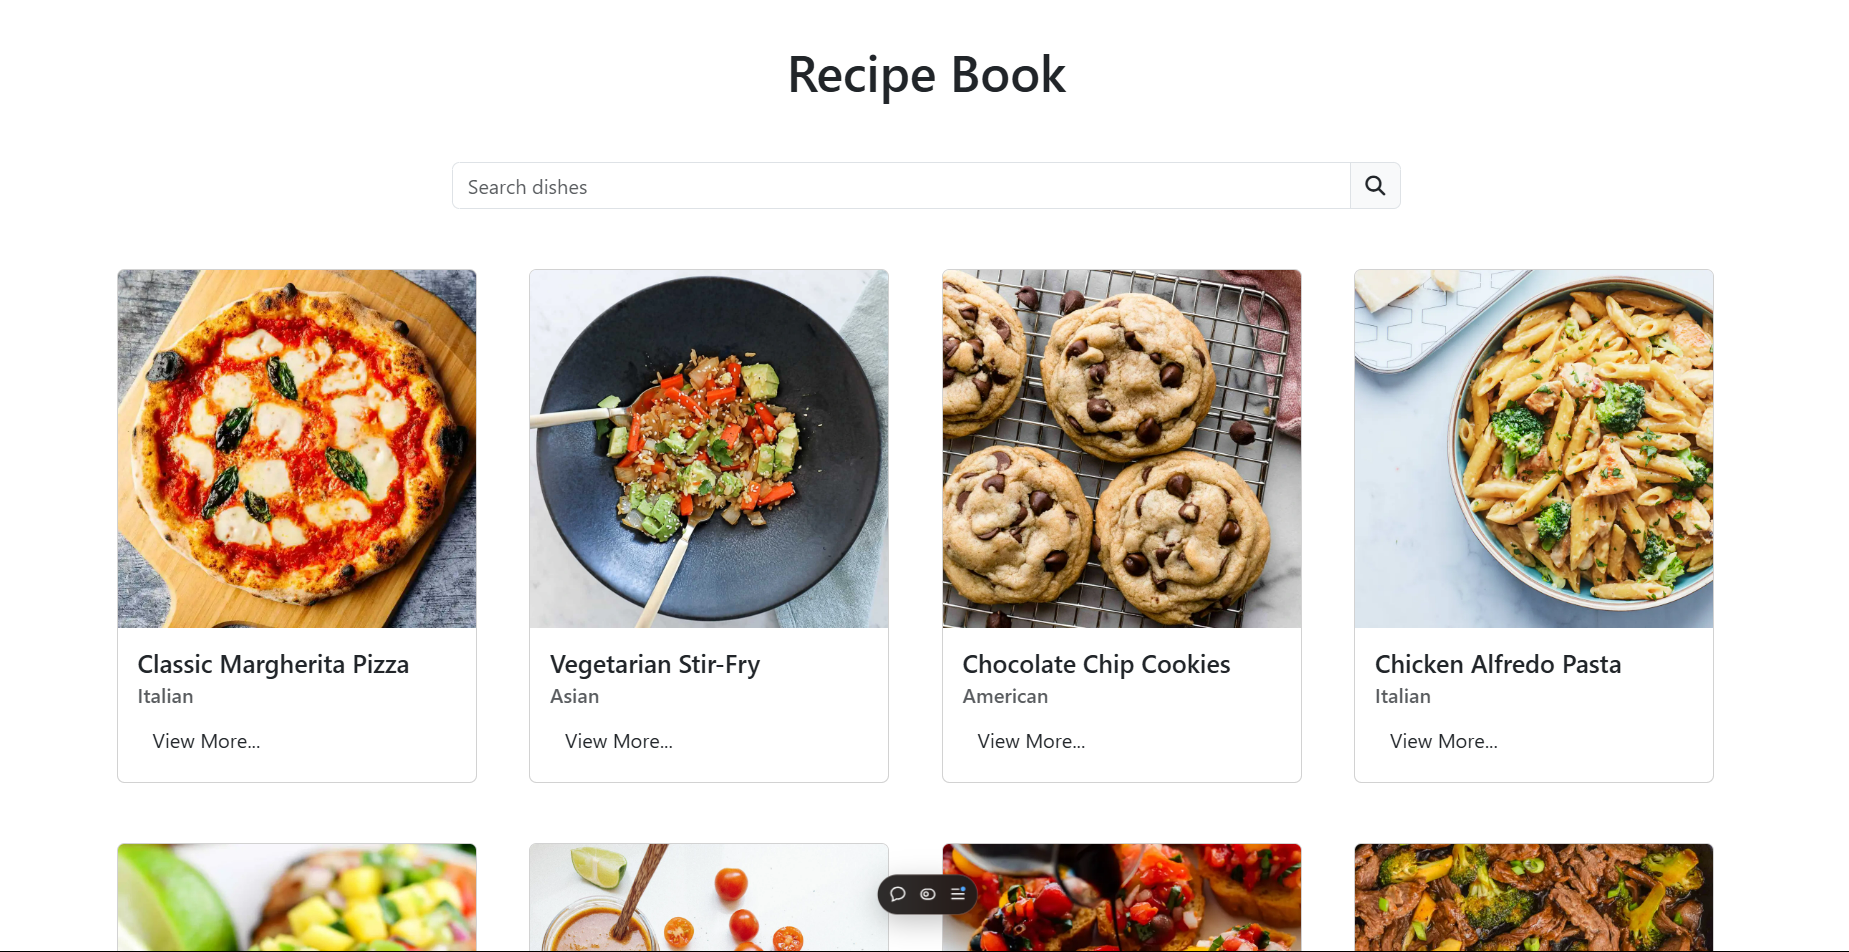 Recipe Book
Search dishes
Classic Margherita Pizza
Italian
View More...
Vegetarian Stir-Fry
Asian
View More...
Chocolate Chip Cookies
American
View More...
Chicken Alfredo Pasta
Italian
View More...